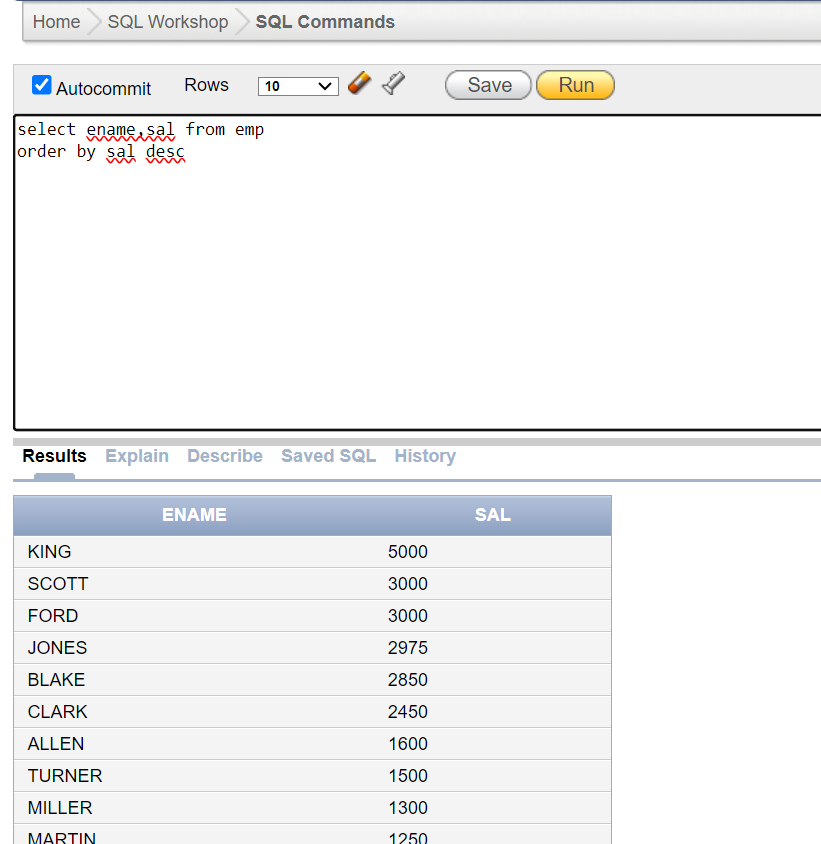 Home SQL Workshop SQL Commands
Autocommit Rows 10 Save Run
select ename,sal from emp
order by sal desc
Results Explain Describe Saved SQL History
ENAME SAL
KING 5000
SCOTT 3000
FORD 3000
JONES 2975
BLAKE 2850
CLARK 2450
ALLEN 1600
TURNER 1500
MILLER 1300
MARTIN 1250